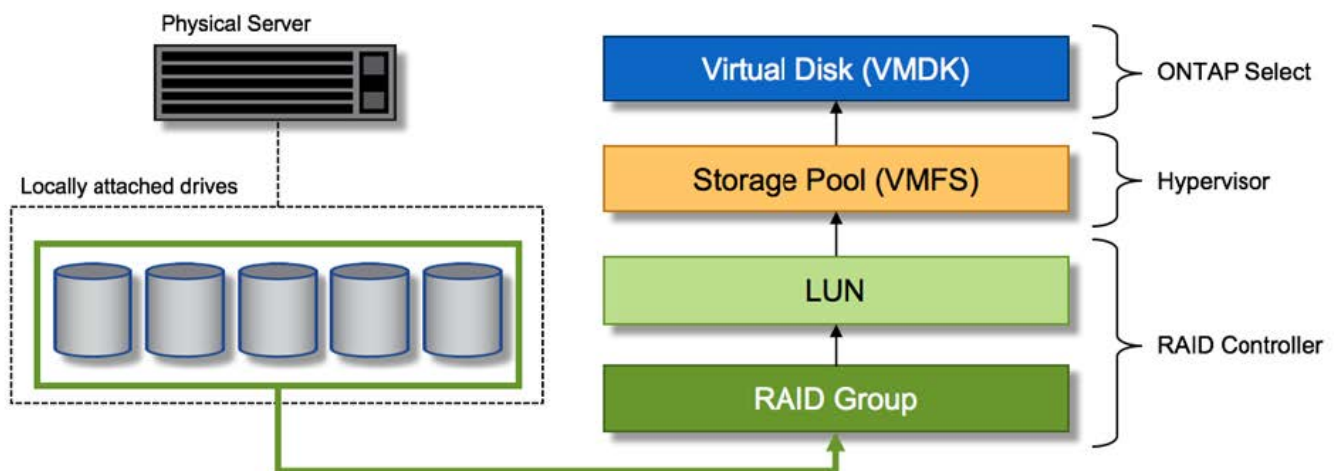 Physical Server
Locally attached drives
Virtual Disk (VMDK)
ONTAP Select
Storage Pool (VMFS)
Hypervisor
LUN
RAID Controller
RAID Group